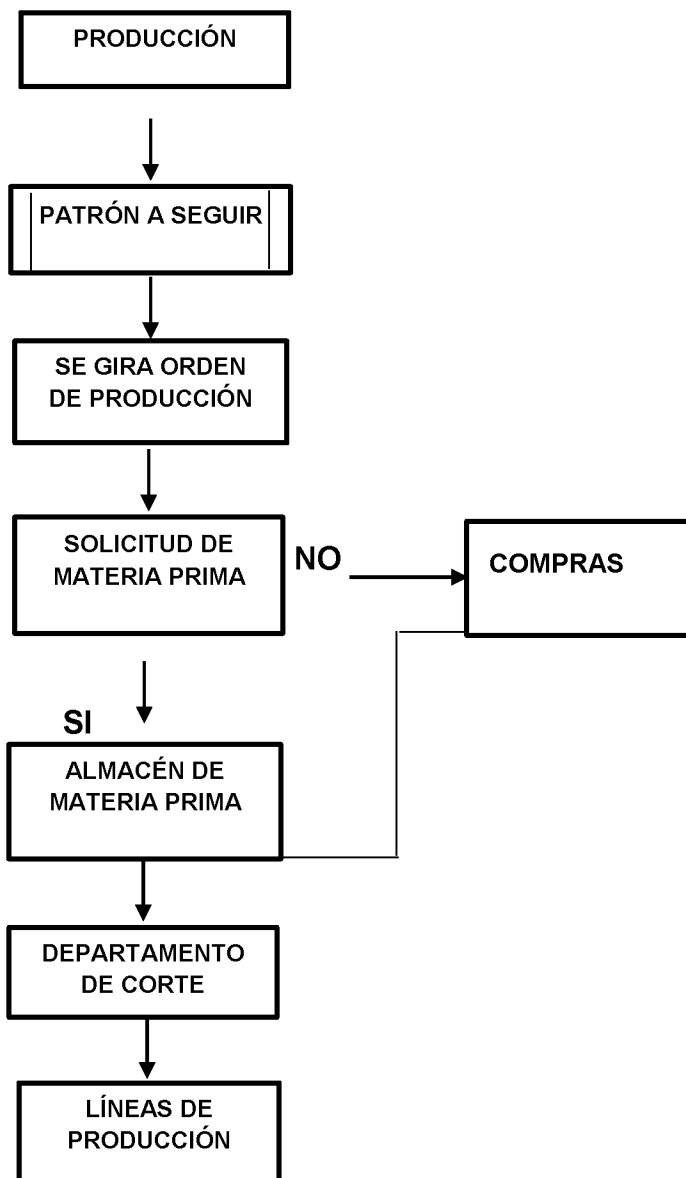 PRODUCCIÓN
PATRÓN A SEGUIR
SE GIRA ORDEN
DE PRODUCCIÓN
SOLICITUD DE
MATERIA PRIMA
NO
COMPRAS
SI
ALMACÉN DE
MATERIA PRIMA
DEPARTAMENTO
DE CORTE
LÍNEAS DE
PRODUCCIÓN